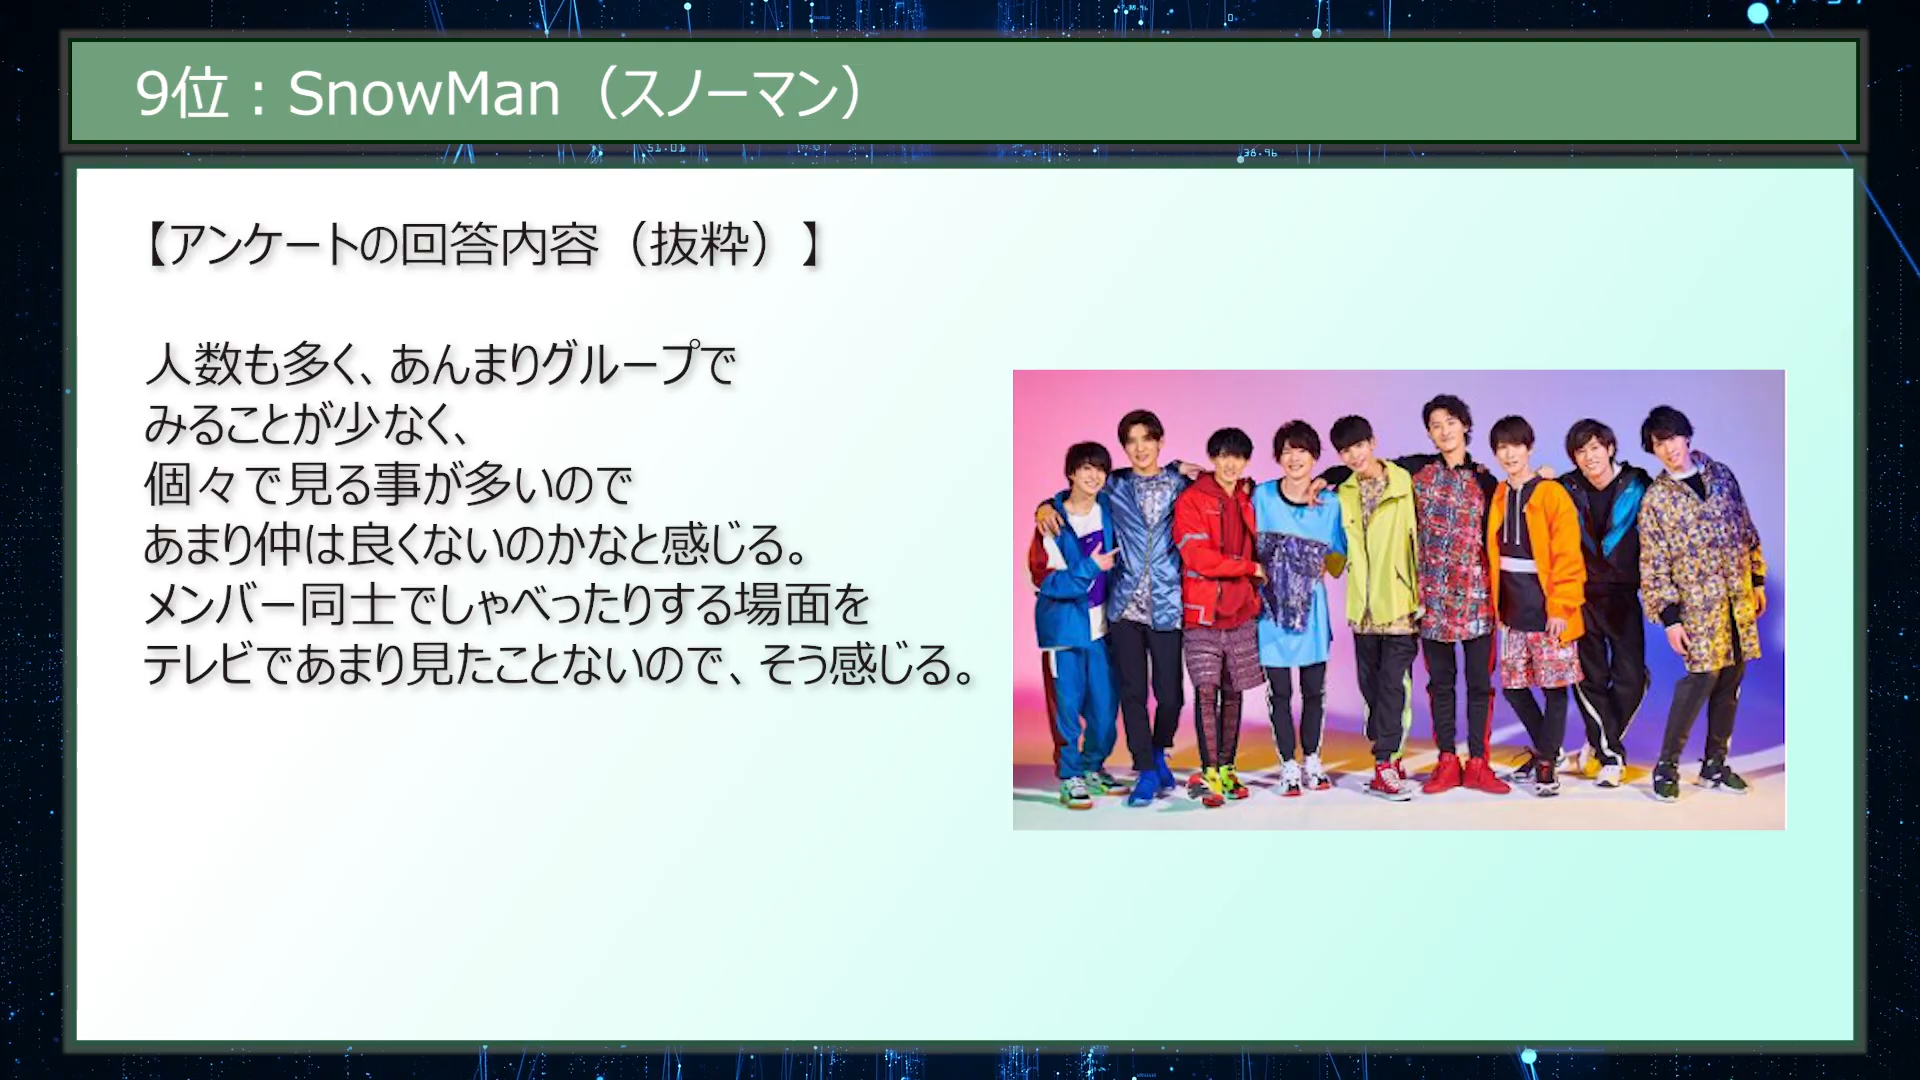 9位：SnowMan（スノーマン）
51.01
38.96
【アンケートの回答内容（抜粋）】
人数も多く、あんまりグループで
みることが少なく、
個々で見る事が多いので
あまり仲は良くないのかなと感じる。
メンバー同士でしゃべったりする場面を
テレビであまり見たことないので、そう感じる。